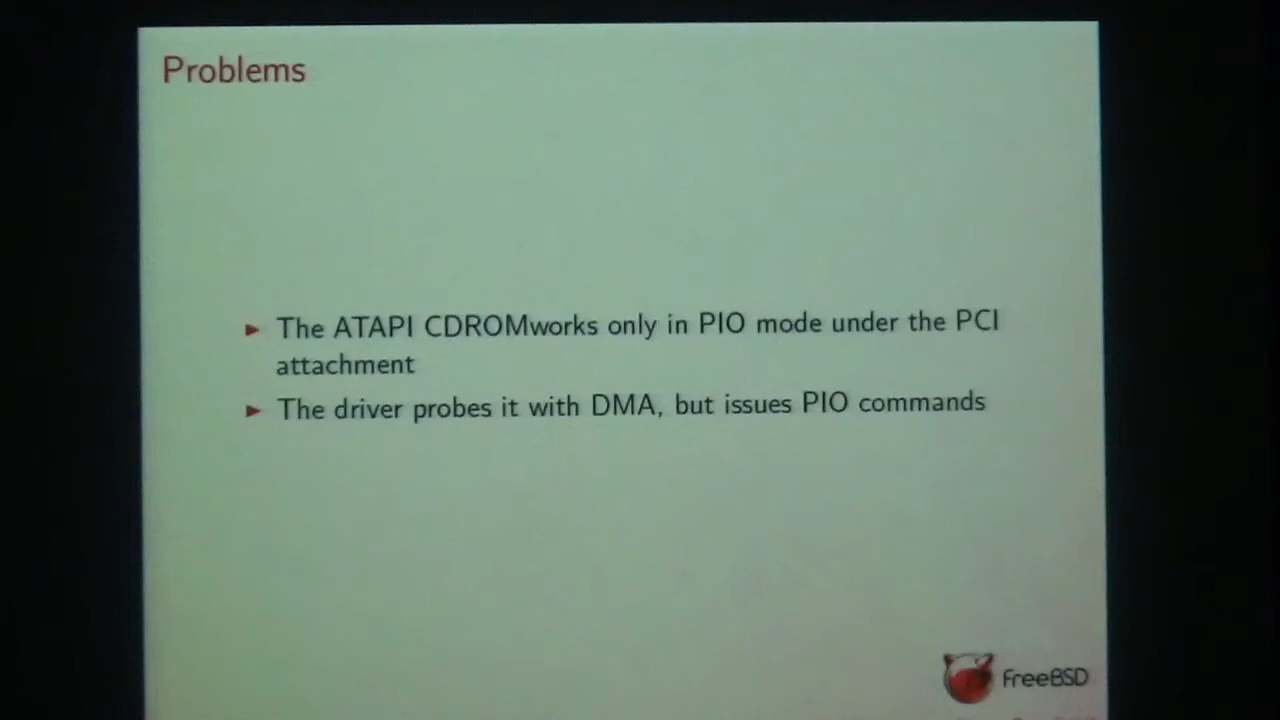 Problems
The ATAPI CDROMworks only in PIO mode under the PCI
attachment
The driver probes it with DMA, but issues PIO commands
FreeBSD